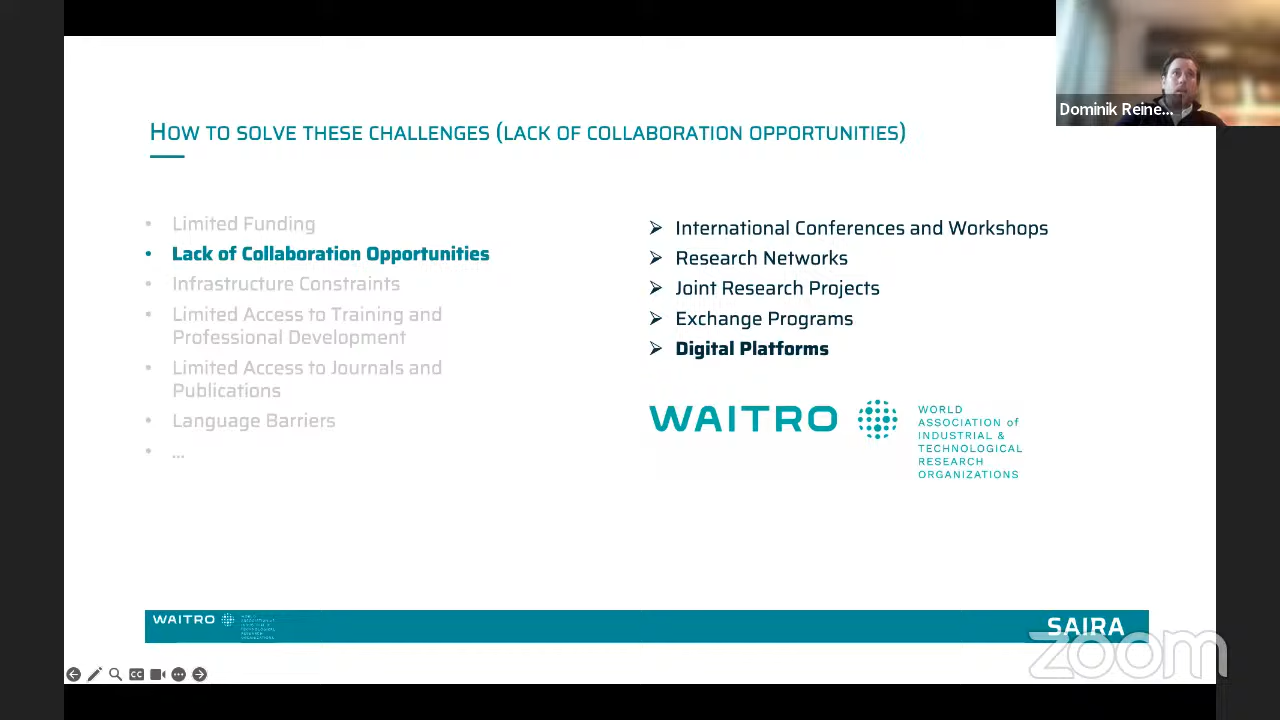 Dominik Reine...
HOW TO SOLVE THESE CHALLENGES (LACK OF COLLABORATION OPPORTUNITIES)
• Limited Funding
• Lack of Collaboration Opportunities
• Infrastructure Constraints
• Limited Access to Training and
Professional Development
• Limited Access to Journals and
Publications
• Language Barriers
• ...
➢ International Conferences and Workshops
➢ Research Networks
➢ Joint Research Projects
➢ Exchange Programs
➢ Digital Platforms
WAITRO
WORLD
ASSOCIATION of
INDUSTRIAL &
TECHNOLOGICAL
RESEARCH
ORGANIZATIONS
WAITRO
SAIRA
zoom
CC